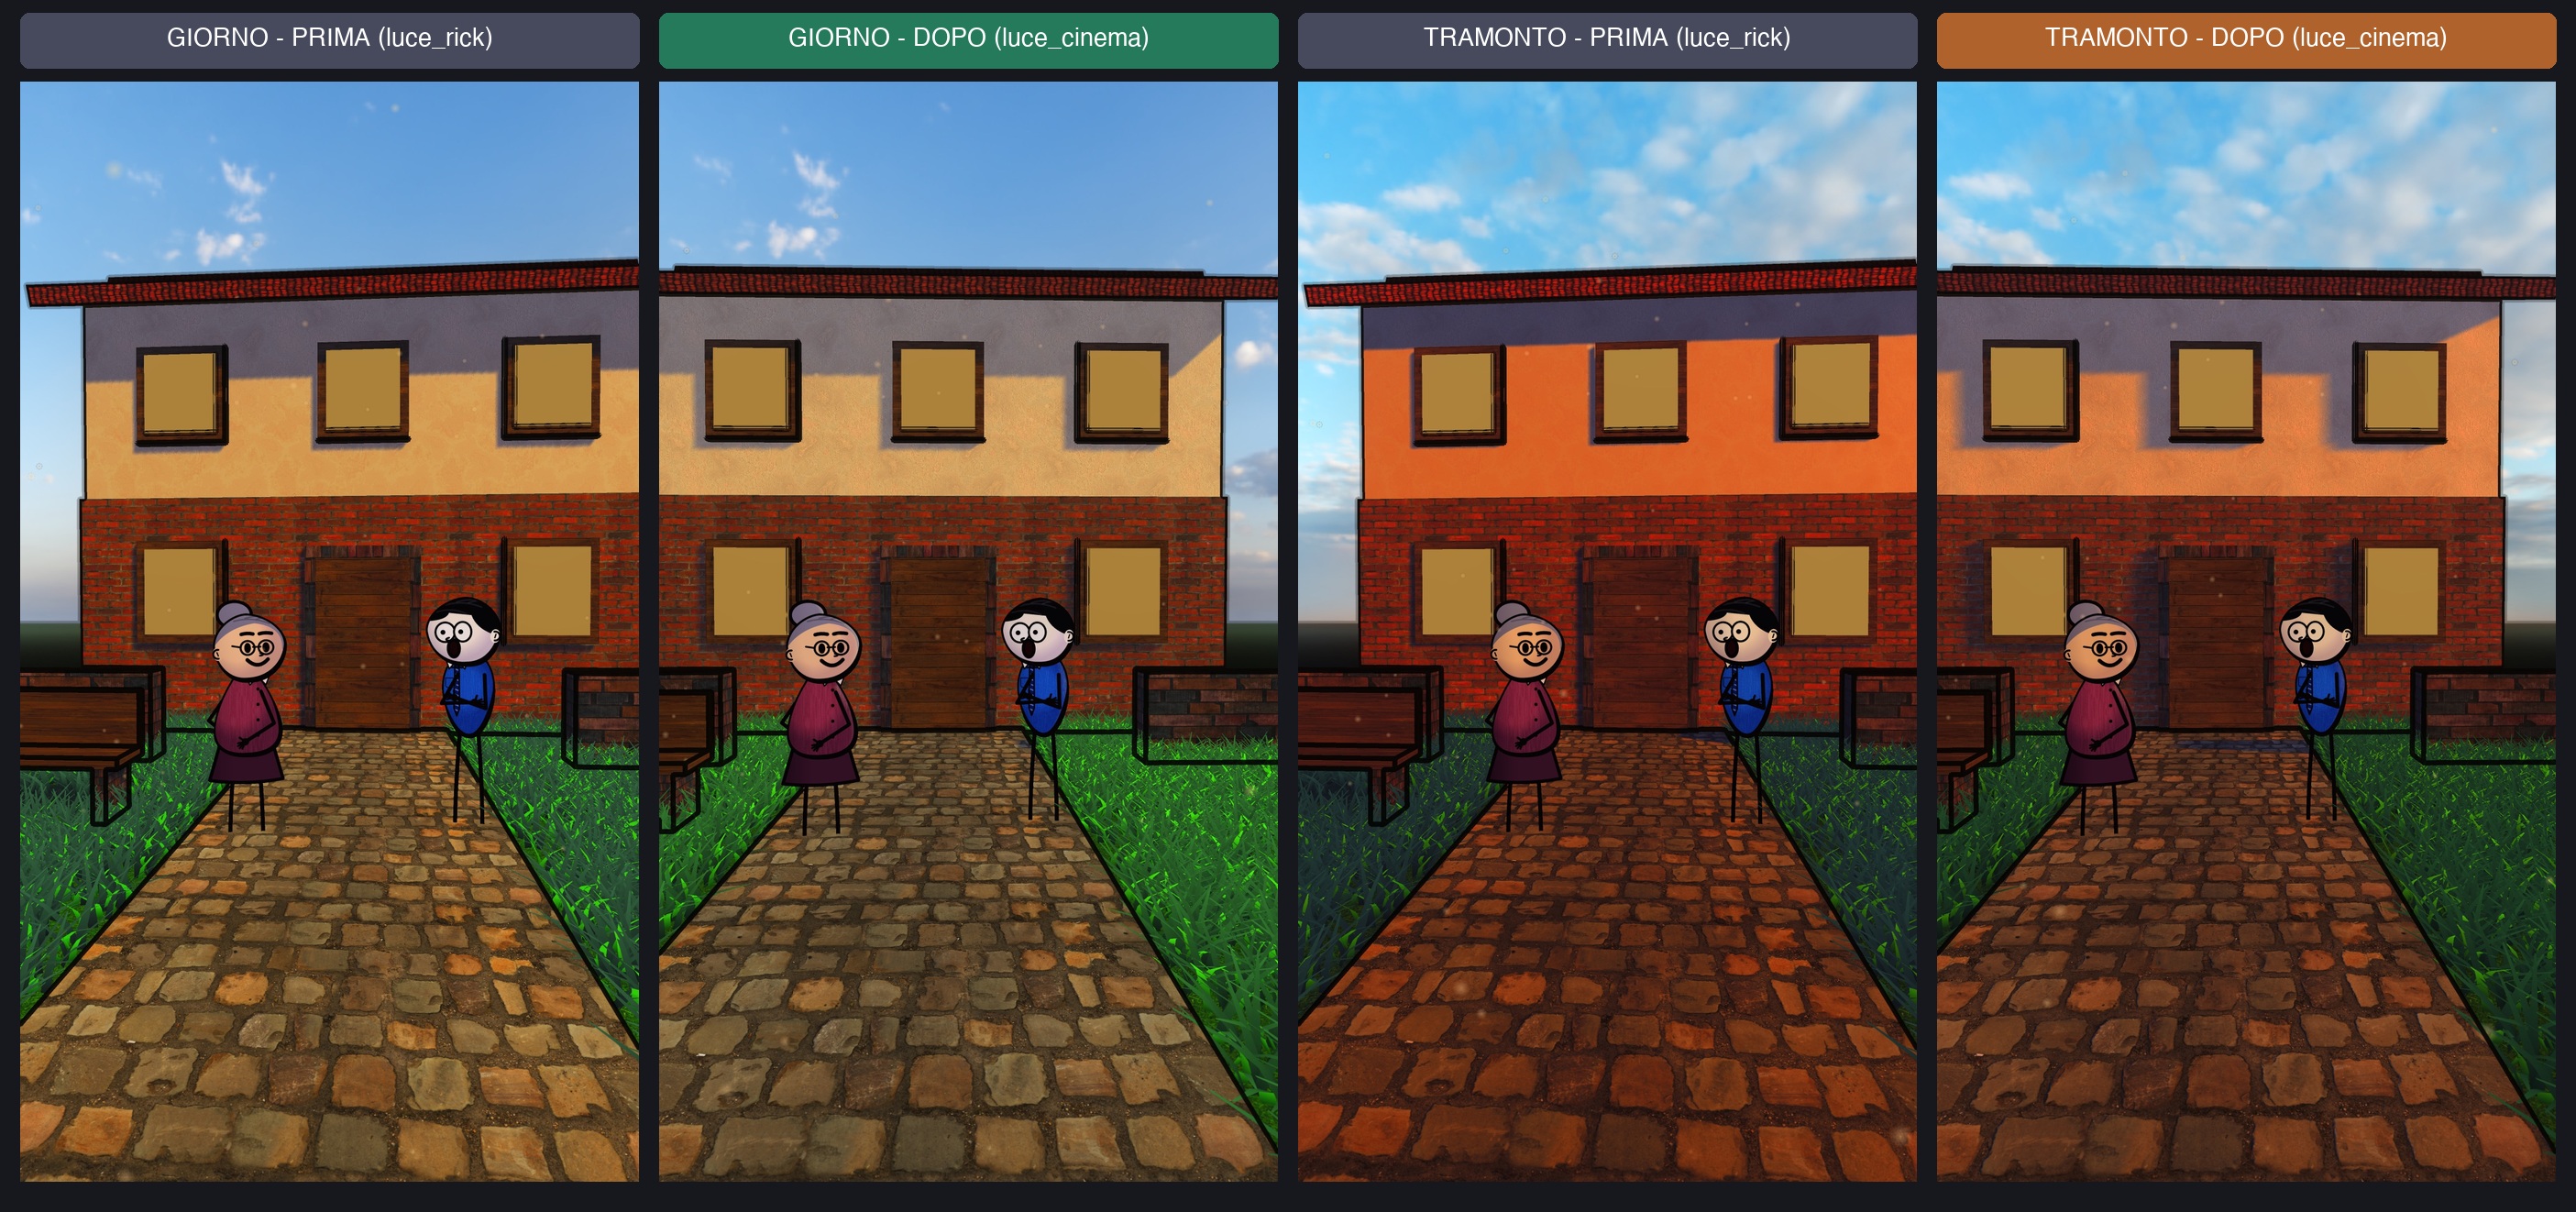 GIORNO - PRIMA (luce_rick)
GIORNO - DOPO (luce_cinema)
TRAMONTO - PRIMA (luce_rick)
TRAMONTO - DOPO (luce_cinema)